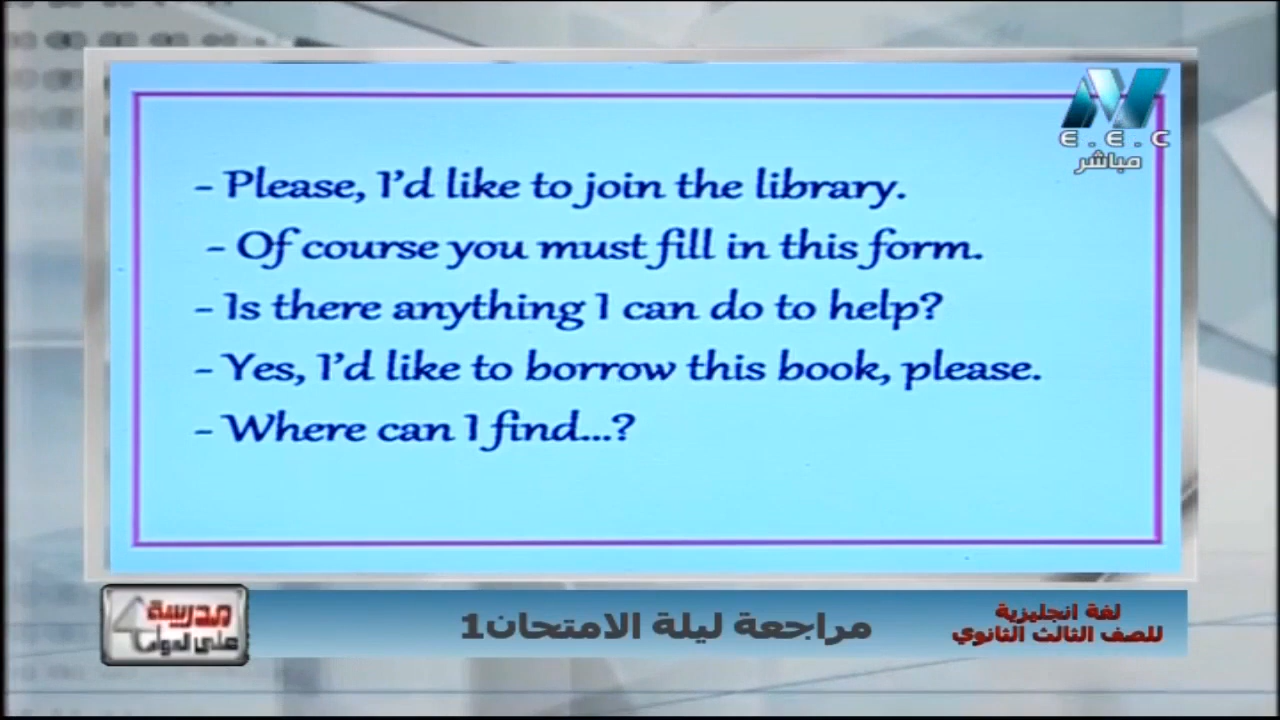 E.E.C
مباشر
- Please, I'd like to join the library.
- Of course you must fill in this form.
- Is there anything I can do to help?
- Yes, I'd like to borrow this book, please.
- Where can I find...?
مدرسة
على الهواء
مراجعة ليلة الامتحان1
لغة انجليزية
للصف الثالث الثانوي